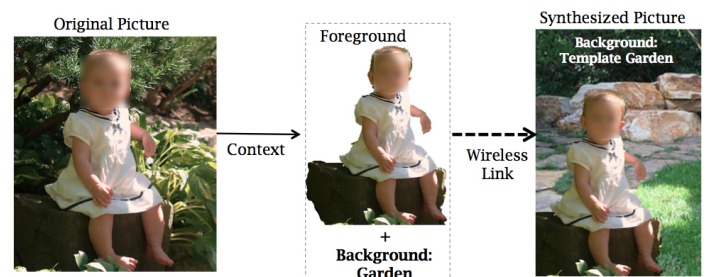 Original Picture
Context
Foreground
+
Background:
Garden
Wireless
Link
Synthesized Picture
Background:
Template Garden